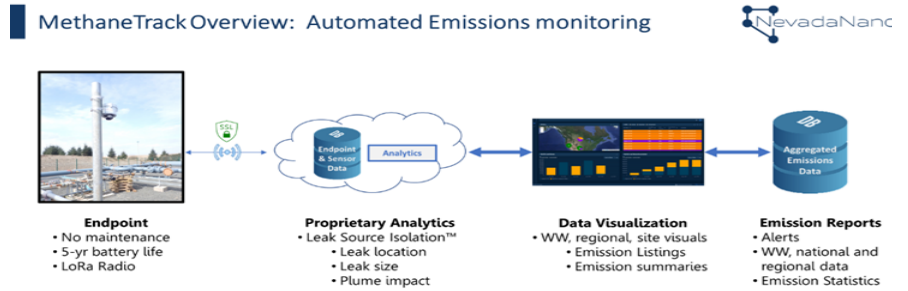 MethaneTrack Overview: Automated Emissions monitoring
NevadaNano
SSL
DB
Endpoint
& Sensor
Data
Analytics
DB
Aggregated
Emissions
Data
Endpoint
• No maintenance
• 5-yr battery life
• LoRa Radio
Proprietary Analytics
• Leak Source Isolation™
• Leak location
• Leak size
• Plume impact
Data Visualization
• WW, regional, site visuals
• Emission Listings
• Emission summaries
Emission Reports
• Alerts
• WW, national and
regional data
• Emission Statistics